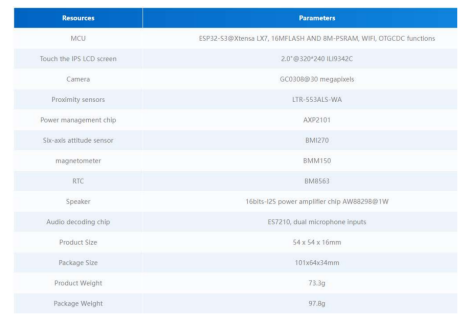 Resources Parameters
MCU ESP32-S3@Xtensa LX7, 16MFLASH AND 8M-PSRAM, WIFI, OTGCDC functions
Touch the IPS LCD screen 2.0"@320*240 ILI9342C
Camera GC0308@30 megapixels
Proximity sensors LTR-553ALS-WA
Power management chip AXP2101
Six-axis attitude sensor BMI270
magnetometer BMM150
RTC BM8563
Speaker 16bits-I2S power amplifier chip AW88298@1W
Audio decoding chip ES7210, dual microphone inputs
Product Size 54 x 54 x 16mm
Package Size 101x64x34mm
Product Weight 73.3g
Package Weight 97.8g